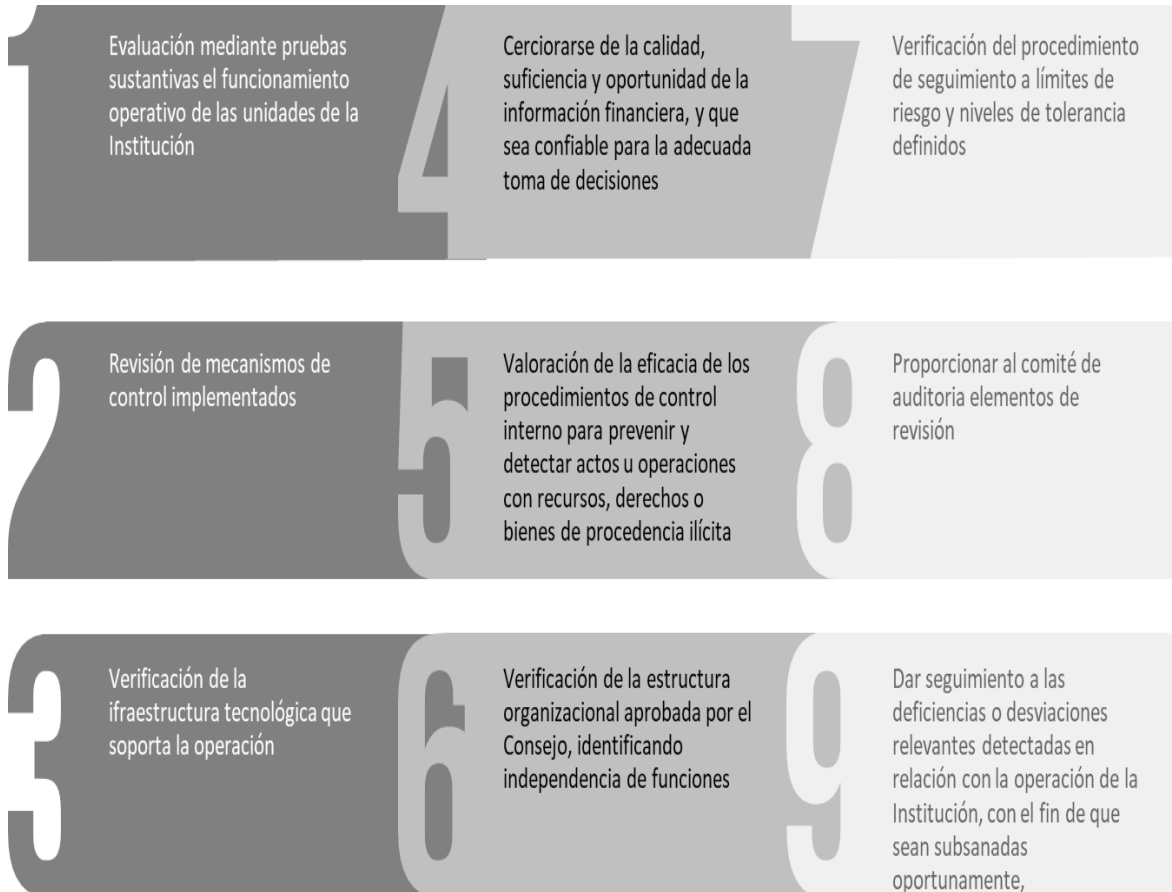 1
Evaluación mediante pruebas
sustantivas el funcionamiento
operativo de las unidades de la
Institución
4
Cerciorarse de la calidad,
suficiencia y oportunidad de la
información financiera, y que
sea confiable para la adecuada
toma de decisiones
7
Verificación del procedimiento
de seguimiento a límites de
riesgo y niveles de tolerancia
definidos
2
Revisión de mecanismos de
control implementados
5
Valoración de la eficacia de los
procedimientos de control
interno para prevenir y
detectar actos u operaciones
con recursos, derechos o
bienes de procedencia ilícita
8
Proporcionar al comité de
auditoria elementos de
revisión
3
Verificación de la
ifraestructura tecnológica que
soporta la operación
6
Verificación de la estructura
organizacional aprobada por el
Consejo, identificando
independencia de funciones
9
Dar seguimiento a las
deficiencias o desviaciones
relevantes detectadas en
relación con la operación de la
Institución, con el fin de que
sean subsanadas
oportunamente,